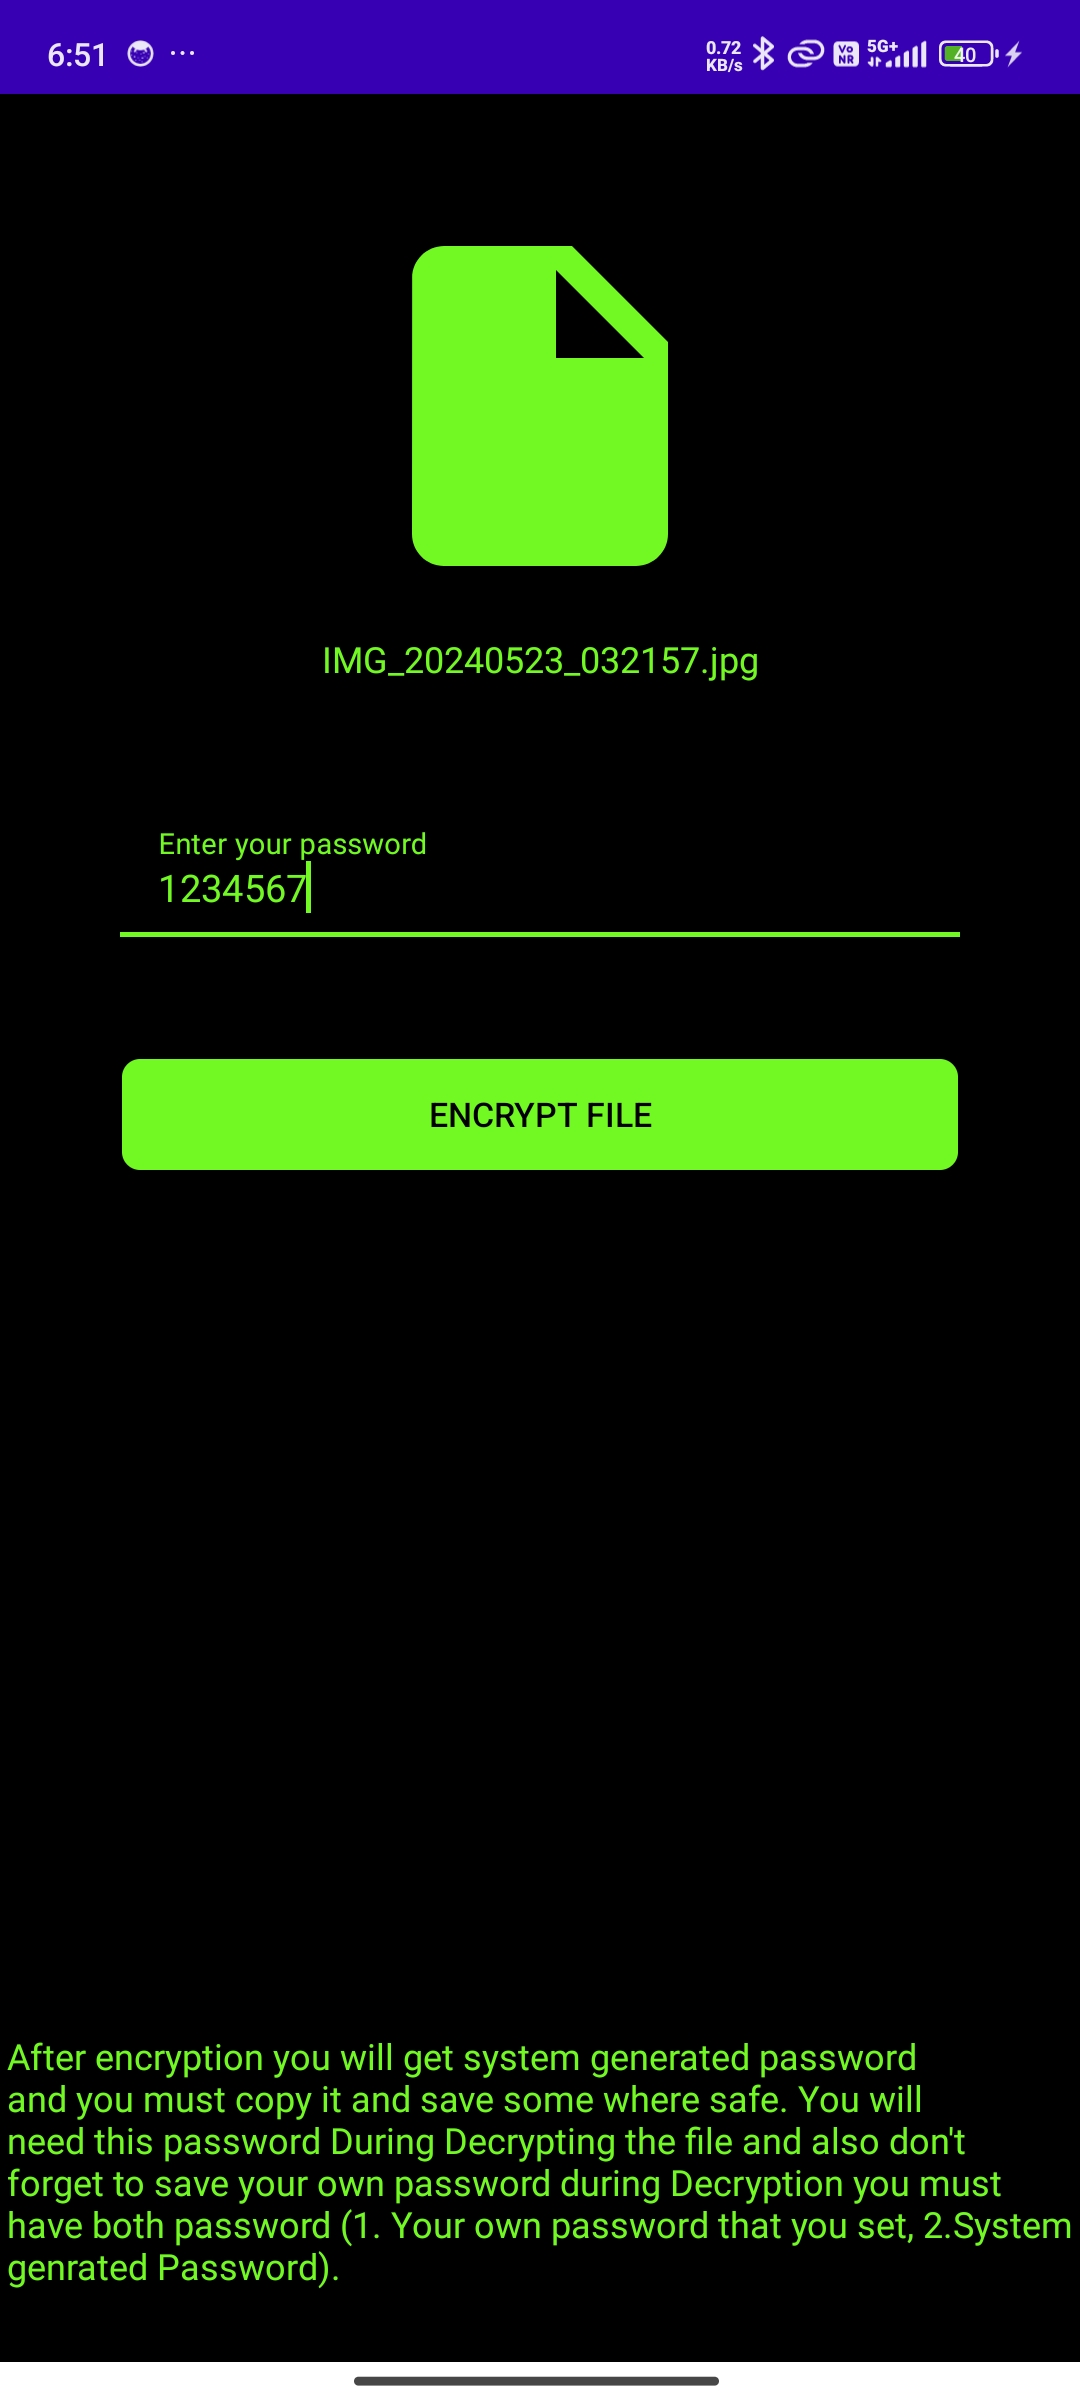 6:51 ... 0.72 KB/s Vo NR 5G+ 40
IMG_20240523_032157.jpg
Enter your password
1234567
ENCRYPT FILE
After encryption you will get system generated password
and you must copy it and save some where safe. You will
need this password During Decrypting the file and also don't
forget to save your own password during Decryption you must
have both password (1. Your own password that you set, 2.System
genrated Password).